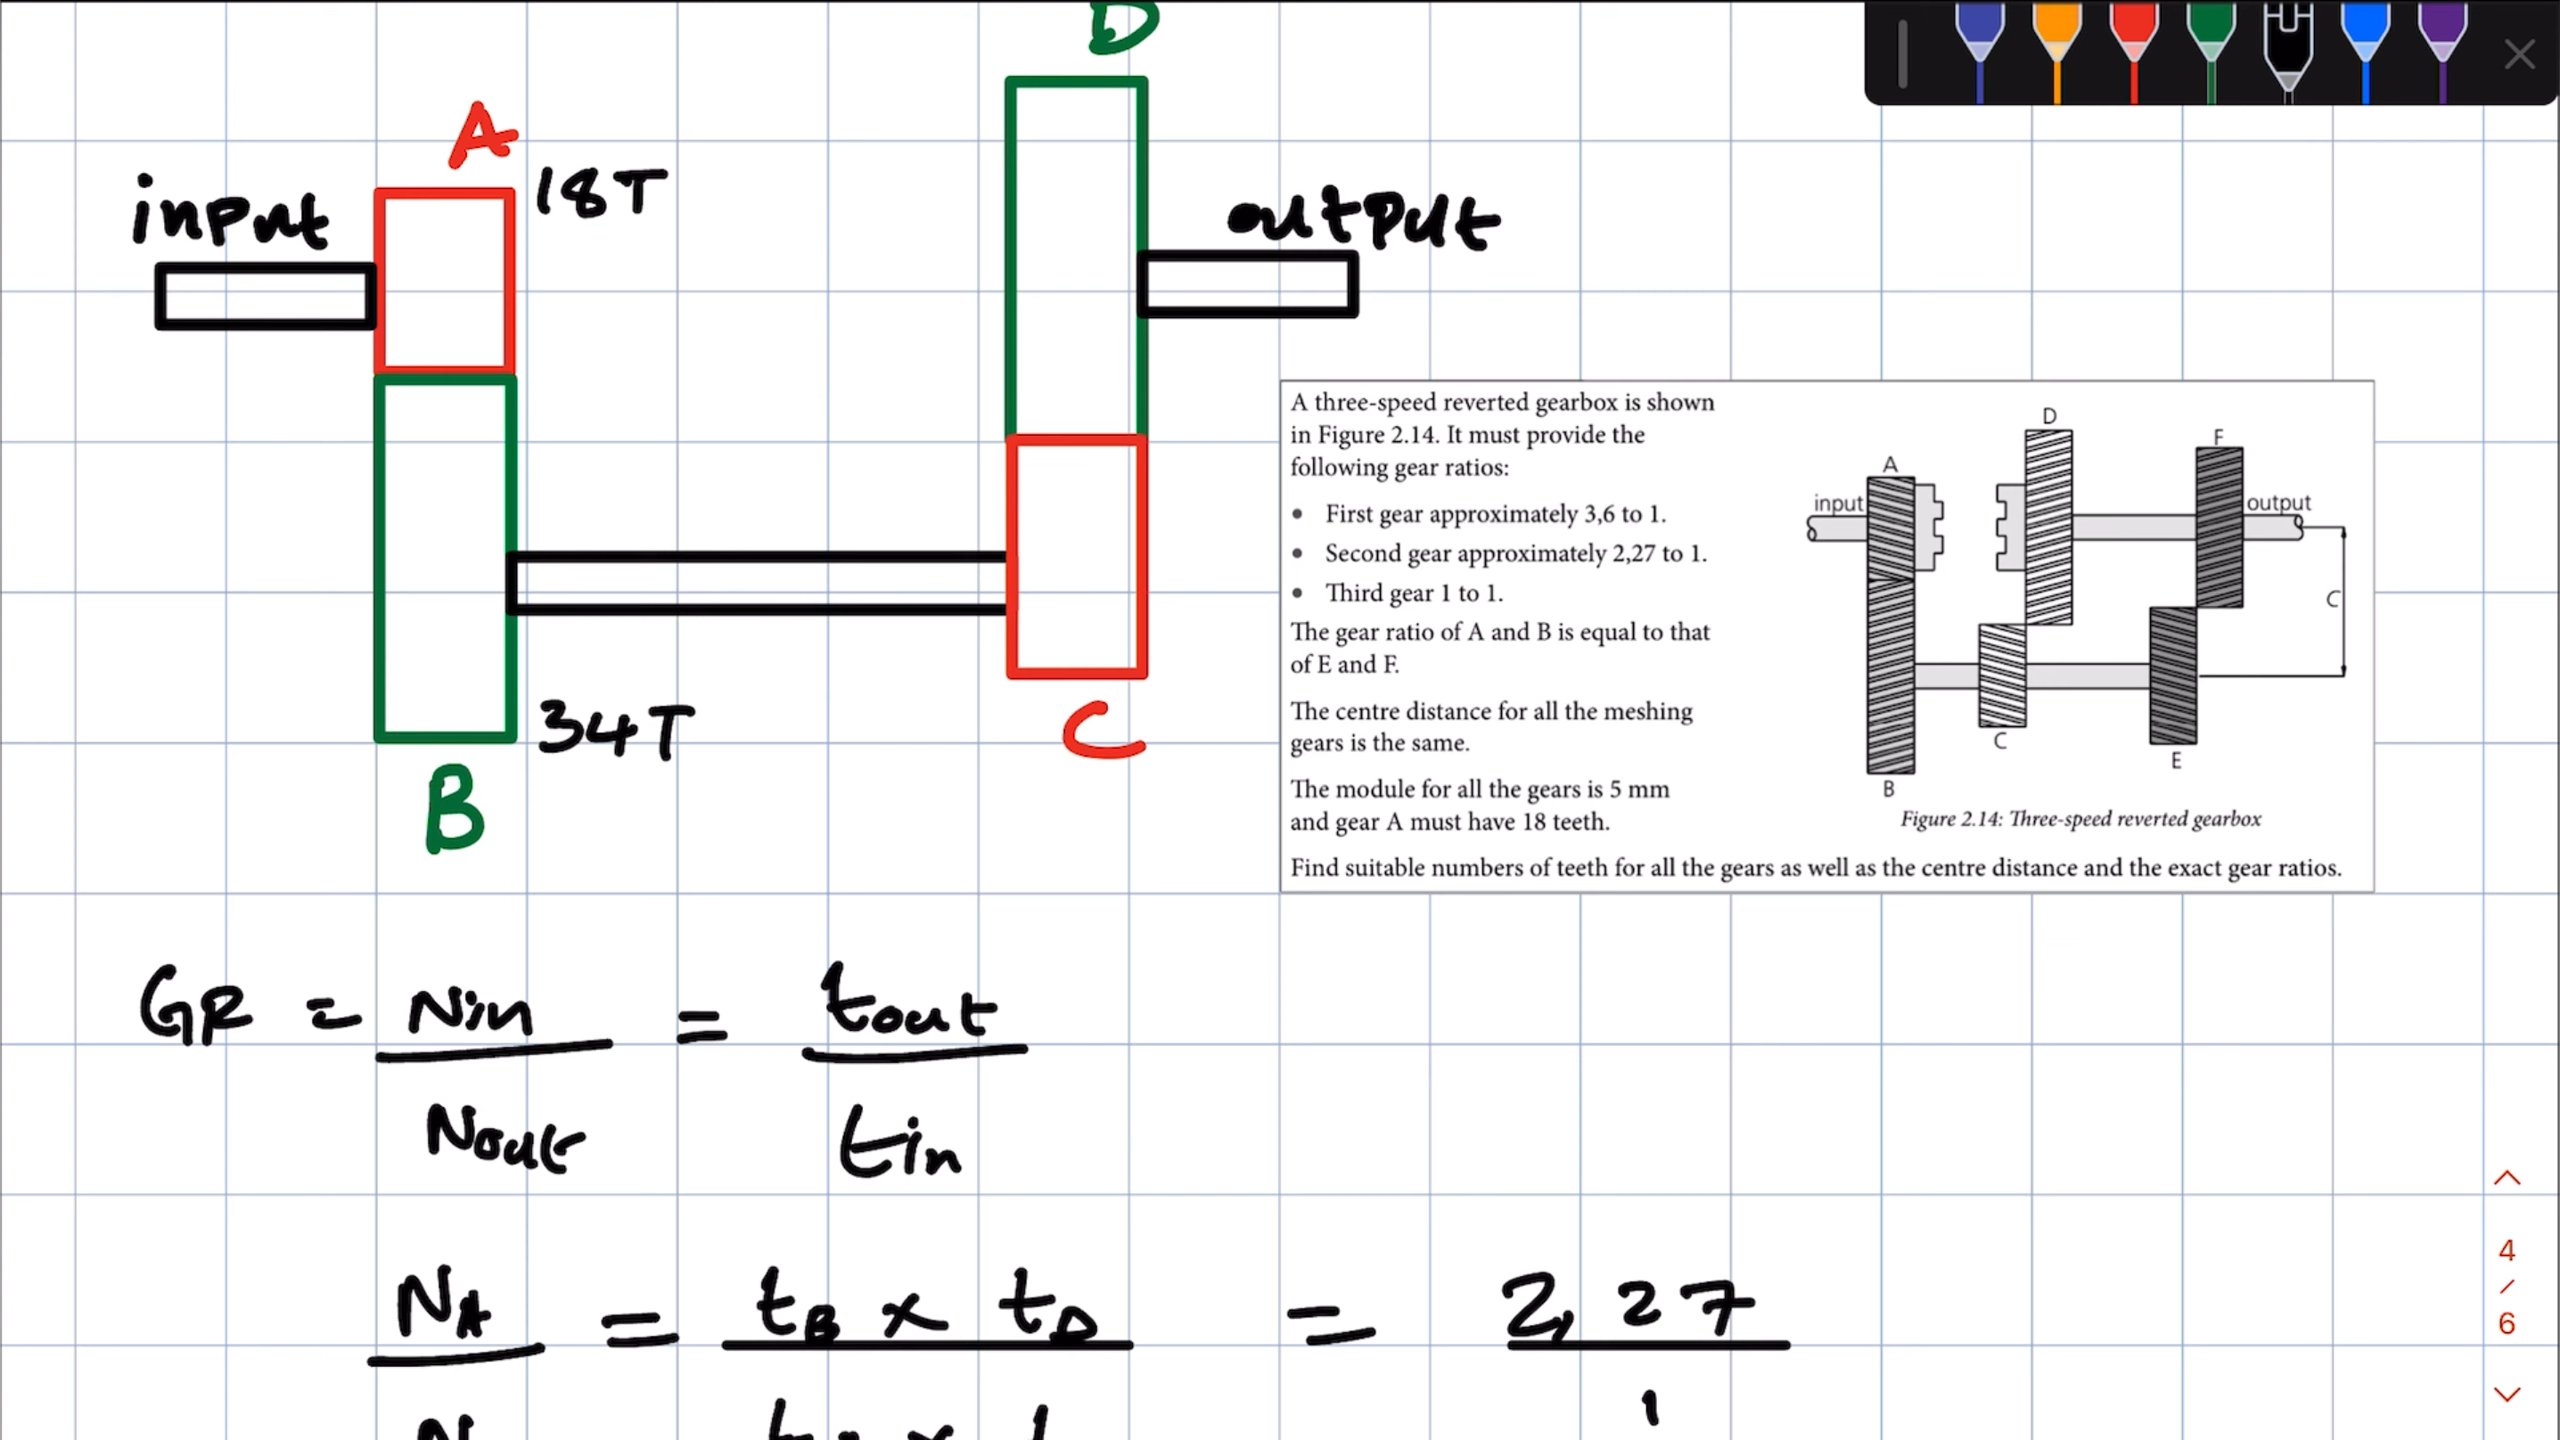 D
A
18T
input
output
34T
C
B
A three-speed reverted gearbox is shown
in Figure 2.14. It must provide the
following gear ratios:
• First gear approximately 3,6 to 1.
• Second gear approximately 2,27 to 1.
• Third gear 1 to 1.
The gear ratio of A and B is equal to that
of E and F.
The centre distance for all the meshing
gears is the same.
The module for all the gears is 5 mm
and gear A must have 18 teeth.
D
F
A
input
output
C
C
E
B
Figure 2.14: Three-speed reverted gearbox
Find suitable numbers of teeth for all the gears as well as the centre distance and the exact gear ratios.
GR = Nin / Nout = tout / tin
NA = tB x tD = 2,27 / 1
4
/
6